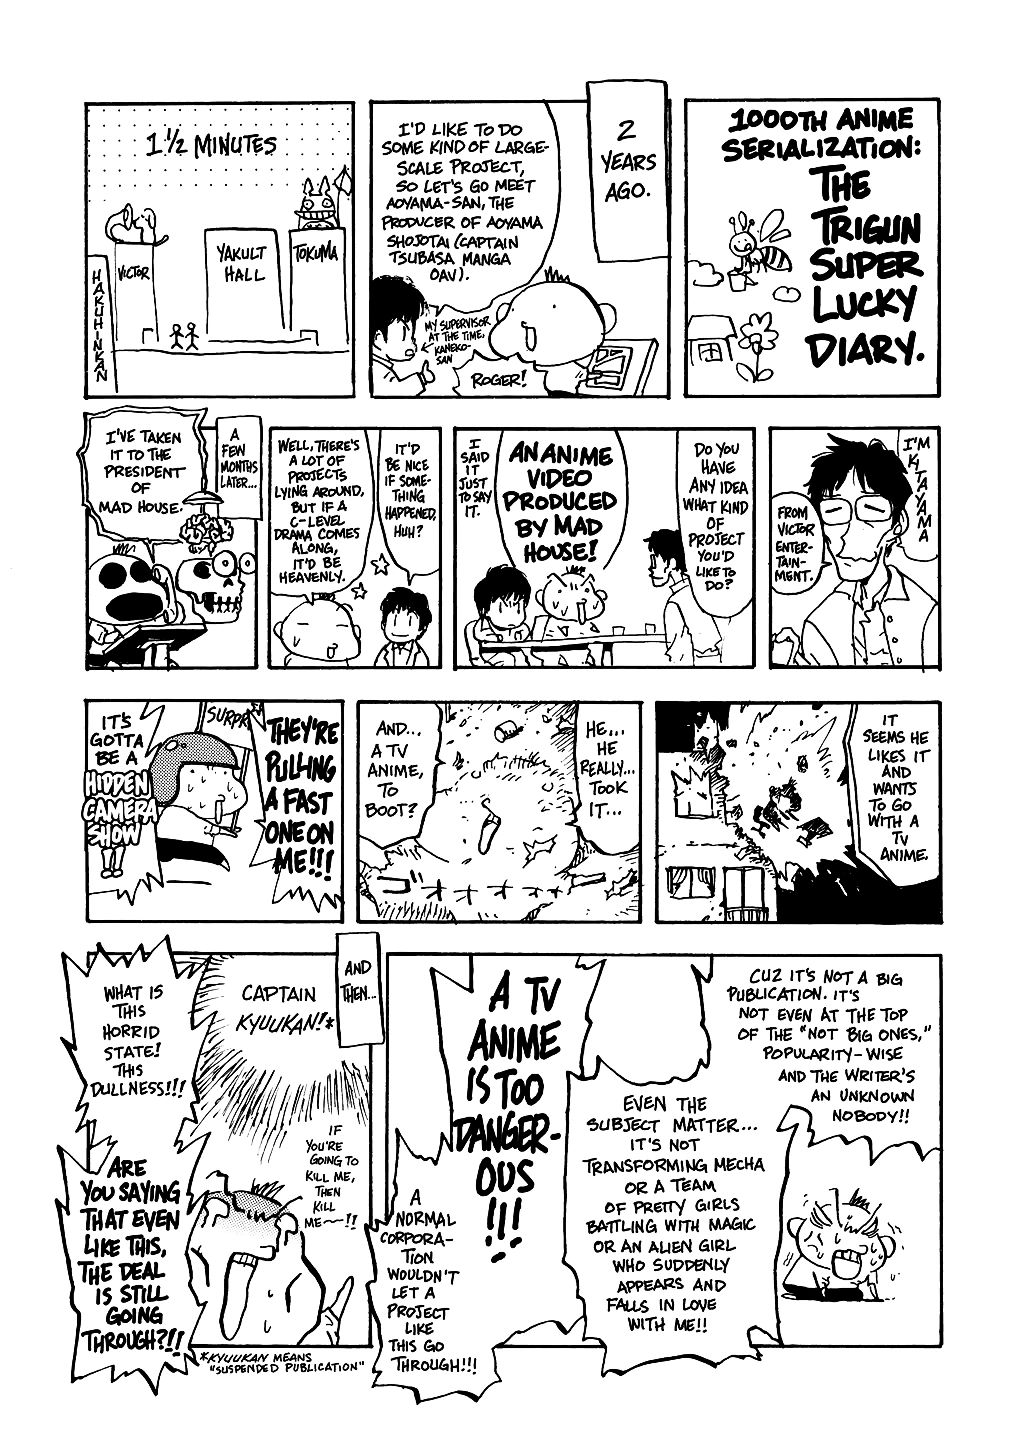 1000TH ANIME
SERIALIZATION:
THE
TRIGUN
SUPER
LUCKY
DIARY.
2
YEARS
AGO.
I'D LIKE TO DO
SOME KIND OF LARGE-
SCALE PROJECT,
SO LET'S GO MEET
AOYAMA-SAN, THE
PRODUCER OF AOYAMA
SHOJOTAI (CAPTAIN
TSUBASA MANGA
OAV).
MY SUPERVISOR
AT THE TIME,
KANEKO-
SAN
ROGER!
1 1/2 MINUTES
TOKUMA
YAKULT
HALL
VICTOR
HAKUHINKAN
I'M
KITAYAMA
FROM
VICTOR
ENTER-
TAIN-
MENT.
DO YOU
HAVE
ANY IDEA
WHAT KIND
OF
PROJECT
YOU'D
LIKE TO
DO?
AN ANIME
VIDEO
PRODUCED
BY MAD
HOUSE!
I
SAID
IT
JUST
TO SAY
IT.
IT'D
BE NICE
IF SOME-
THING
HAPPENED,
HUH?
WELL, THERE'S
A LOT OF
PROJECTS
LYING AROUND,
BUT IF A
C-LEVEL
DRAMA COMES
ALONG,
IT'D BE
HEAVENLY.
A
FEW
MONTHS
LATER...
I'VE TAKEN
IT TO THE
PRESIDENT
OF
MAD HOUSE.
IT
SEEMS HE
LIKES IT
AND
WANTS
TO GO
WITH A
TV
ANIME.
HE...
HE
REALLY...
TOOK
IT...
AND...
A TV
ANIME,
TO
BOOT?
THEY'RE
PULLING
A FAST
ONE ON
ME!!!
SURPR
IT'S
GOTTA
BE A
HIDDEN
CAMERA
SHOW
CUZ IT'S NOT A BIG
PUBLICATION. IT'S
NOT EVEN AT THE TOP
OF THE "NOT BIG ONES,"
POPULARITY-WISE
AND THE WRITER'S
AN UNKNOWN
NOBODY!!
EVEN THE
SUBJECT MATTER...
IT'S NOT
TRANSFORMING MECHA
OR A TEAM
OF PRETTY GIRLS
BATTLING WITH MAGIC
OR AN ALIEN GIRL
WHO SUDDENLY
APPEARS AND
FALLS IN LOVE
WITH ME!!
A TV
ANIME
IS TOO
DANGER-
OUS
!!!
A
NORMAL
CORPORA-
TION
WOULDN'T
LET A
PROJECT
LIKE
THIS GO
THROUGH!!!
AND
THEN...
CAPTAIN
KYUUKAN!*
IF
YOU'RE
GOING TO
KILL ME,
THEN
KILL
ME~~!!
WHAT IS
THIS
HORRID
STATE!
THIS
DULLNESS!!!
ARE
YOU SAYING
THAT EVEN
LIKE THIS,
THE DEAL
IS STILL
GOING
THROUGH?!!
*KYUUKAN MEANS
"SUSPENDED PUBLICATION"